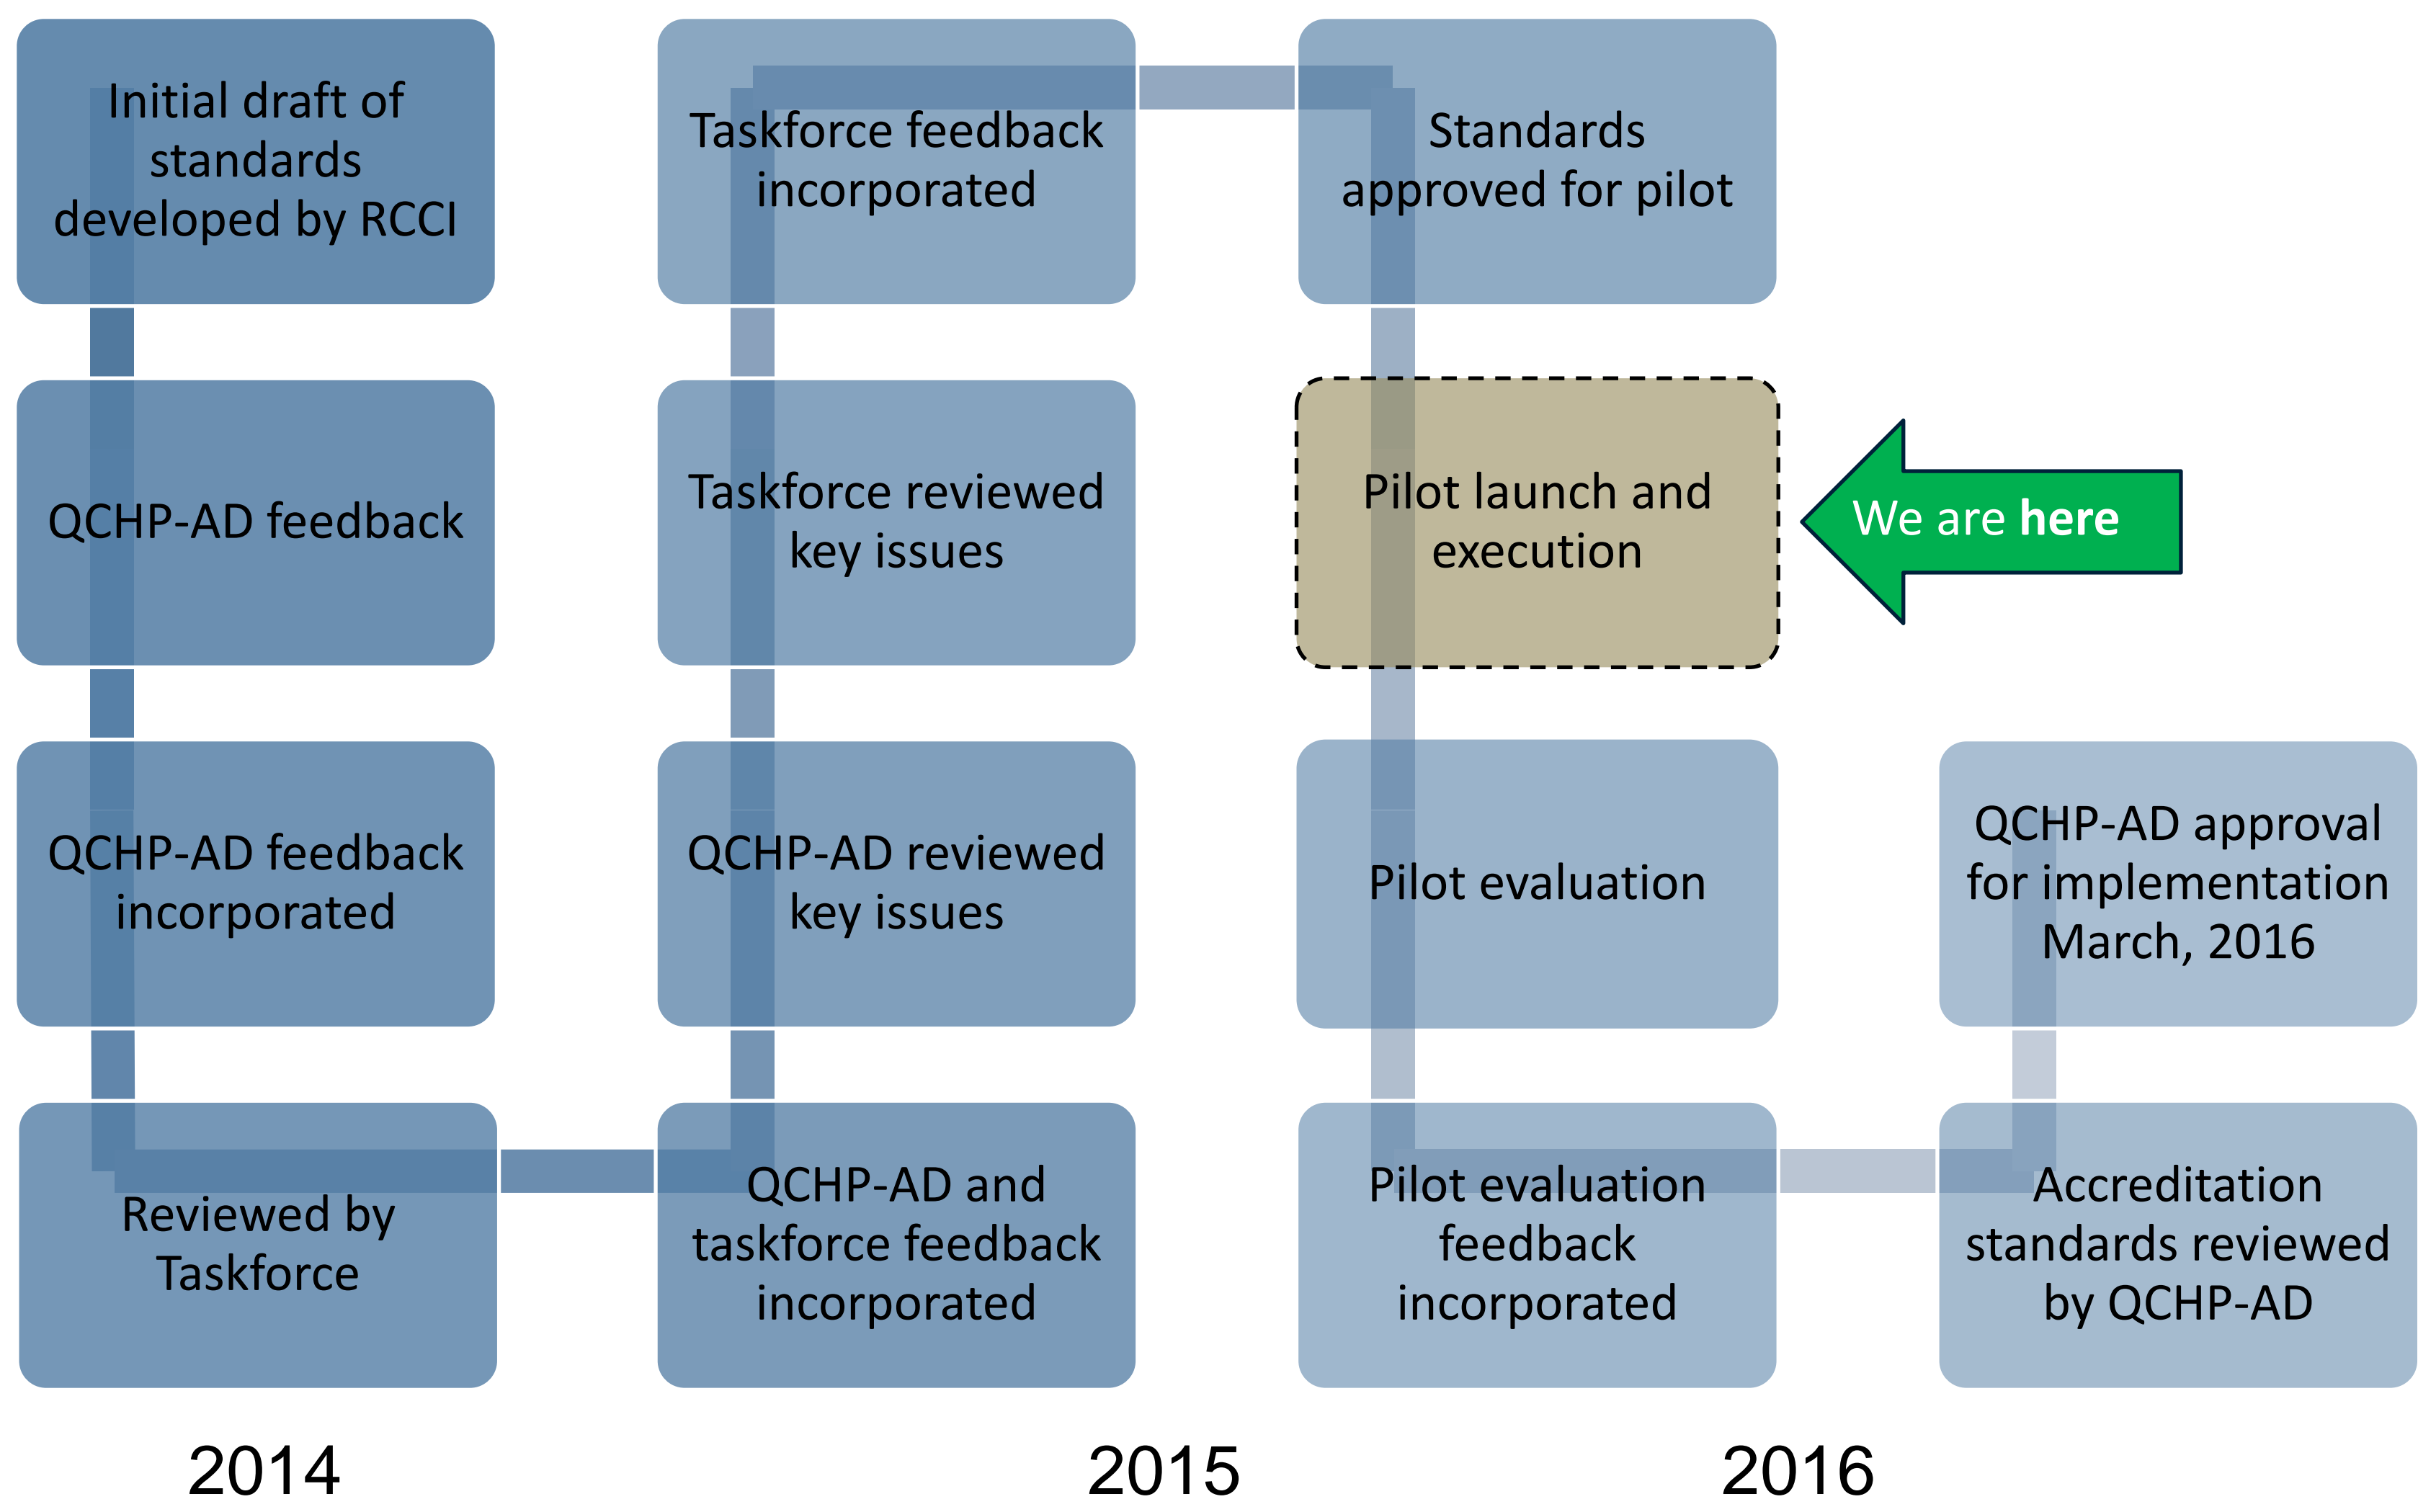 Initial draft of
standards
developed by RCCI
QCHP-AD feedback
QCHP-AD feedback
incorporated
Reviewed by
Taskforce
QCHP-AD and
taskforce feedback
incorporated
QCHP-AD reviewed
key issues
Taskforce reviewed
key issues
Taskforce feedback
incorporated
Standards
approved for pilot
Pilot launch and
execution
We are here
Pilot evaluation
Pilot evaluation
feedback
incorporated
Accreditation
standards reviewed
by QCHP-AD
QCHP-AD approval
for implementation
March, 2016
2014
2015
2016